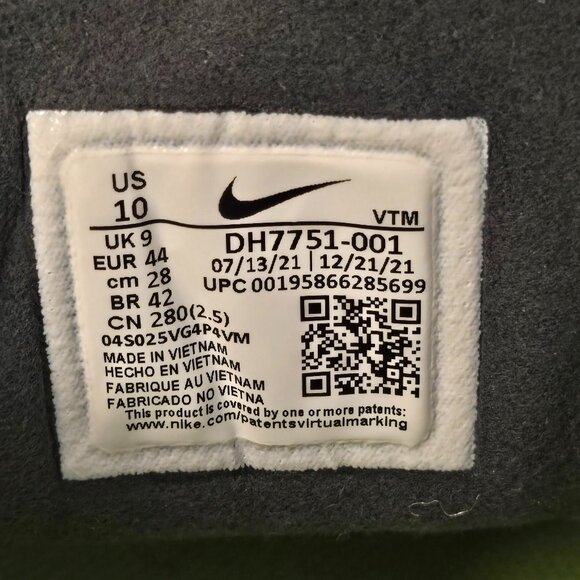 US
10
VTM
UK 9
EUR 44
cm 28
BR 42
CN 280(2.5)
DH7751-001
07/13/21 | 12/21/21
UPC 00195866285699
04S025VG4P4VM
MADE IN VIETNAM
HECHO EN VIETNAM
FABRIQUE AU VIETNAM
FABRICADO NO VIETNA
This product is covered by one or more patents:
www.nike.com/patentsvirtualmarking